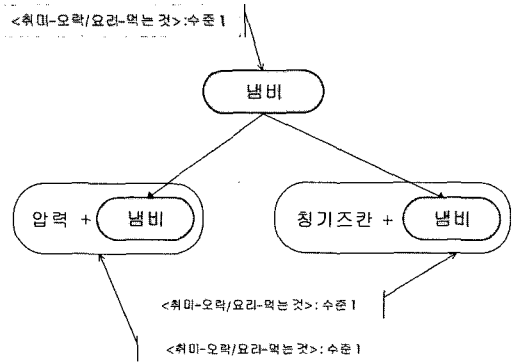 <취미-오락/요리-먹는 것>:수준 1
냄비
압력 + 냄비
칭기즈칸 + 냄비
<취미-오락/요리-먹는 것>: 수준 1
<취미-오락/요리-먹는 것>: 수준 1